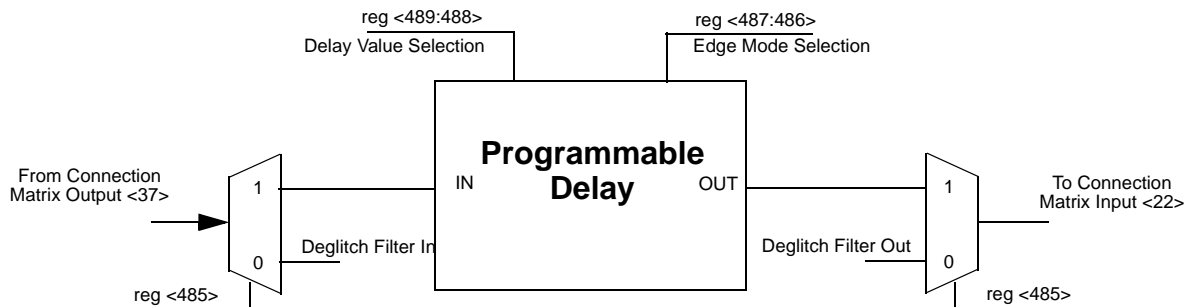 reg <489:488>
Delay Value Selection
reg <487:486>
Edge Mode Selection
Programmable
Delay
From Connection
Matrix Output <37>
1
IN
OUT
1
To Connection
Matrix Input <22>
0
Deglitch Filter In
Deglitch Filter Out
0
reg <485>
reg <485>